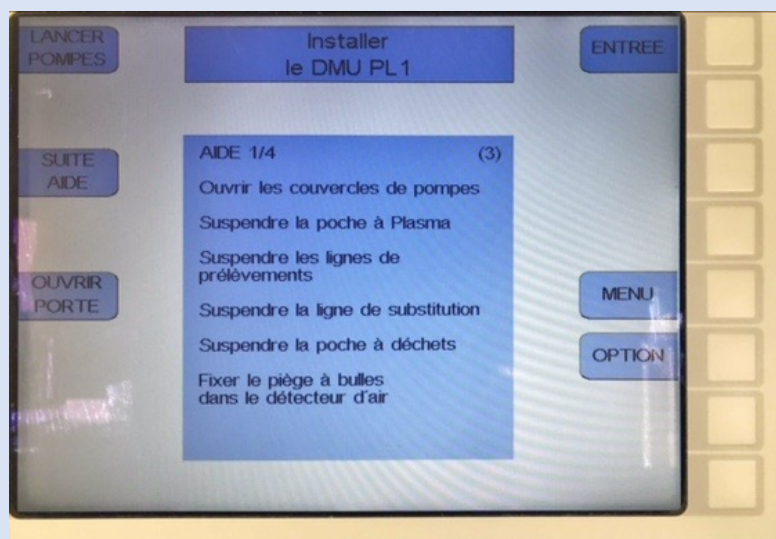 LANCER
POMPES
Installer
le DMU PL1
ENTREE
SUITE
AIDE
AIDE 1/4 (3)
Ouvrir les couvercles de pompes
Suspendre la poche à Plasma
Suspendre les lignes de
prélèvements
Suspendre la ligne de substitution
Suspendre la poche à déchets
Fixer le piège à bulles
dans le détecteur d'air
OUVRIR
PORTE
MENU
OPTION